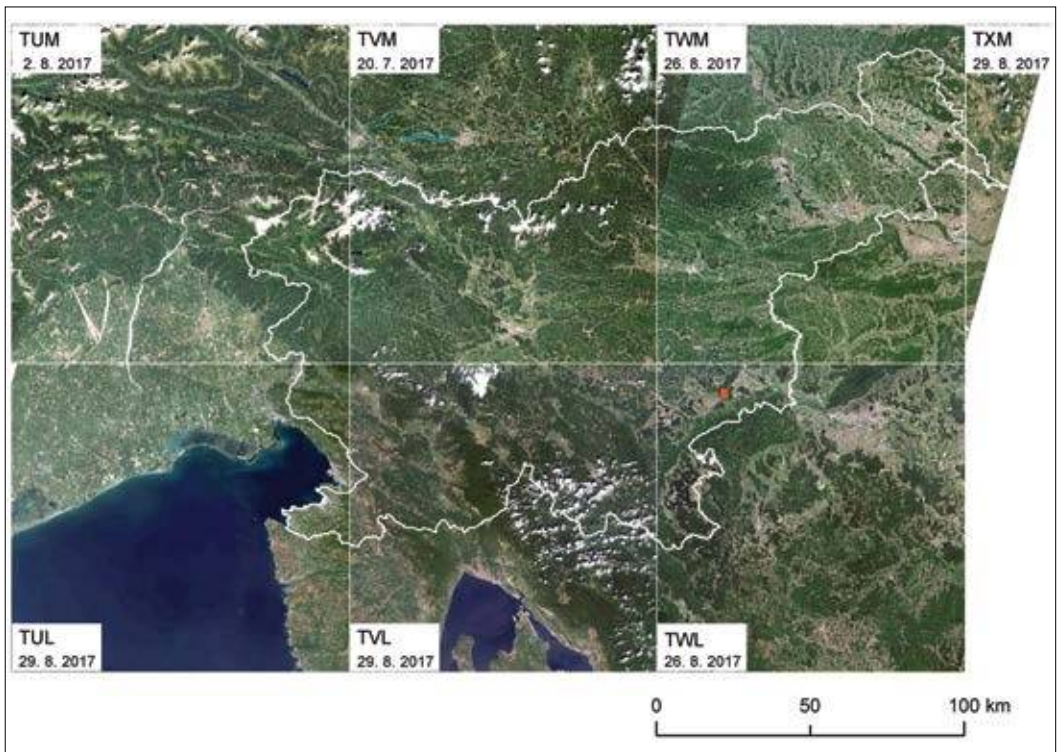 TUM
2. 8. 2017
TVM
20. 7. 2017
TWM
26. 8. 2017
TXM
29. 8. 2017
TUL
29. 8. 2017
TVL
29. 8. 2017
TWL
26. 8. 2017
0 50 100 km